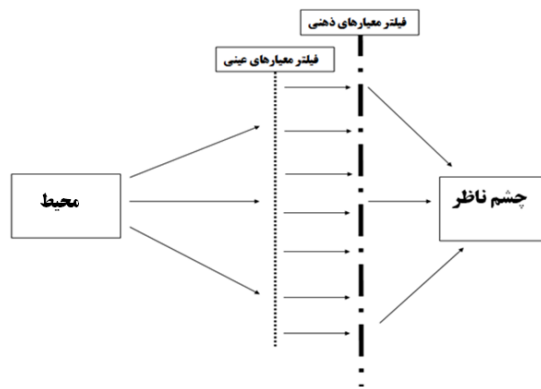 فیلتر معیارهای ذهنی
فیلتر معیارهای عینی
چشم ناظر
محیط